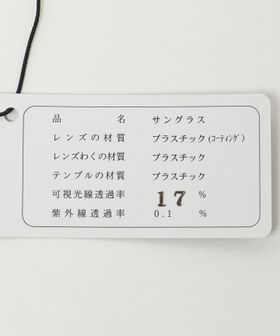 品名 サングラス
レンズの材質 プラスチック(コーティング)
レンズわくの材質 プラスチック
テンプルの材質 プラスチック
可視光線透過率 17 %
紫外線透過率 0.1 %